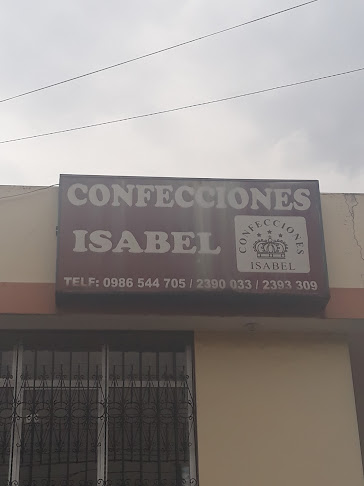 CONFECCIONES
ISABEL
CONFECCIONES
ISABEL
TELF: 0986 544 705 / 2390 033 / 2393 309